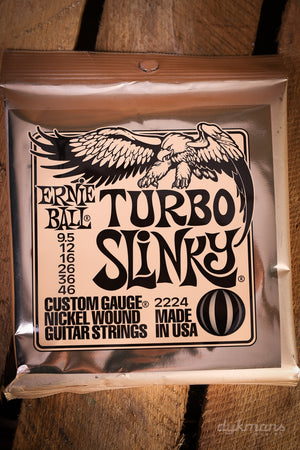 ERNIE BALL®
TURBO
SLINKY®
9.5
12
16
26
36
46
CUSTOM GAUGE® 2224
NICKEL WOUND MADE
GUITAR STRINGS IN USA
dykmans